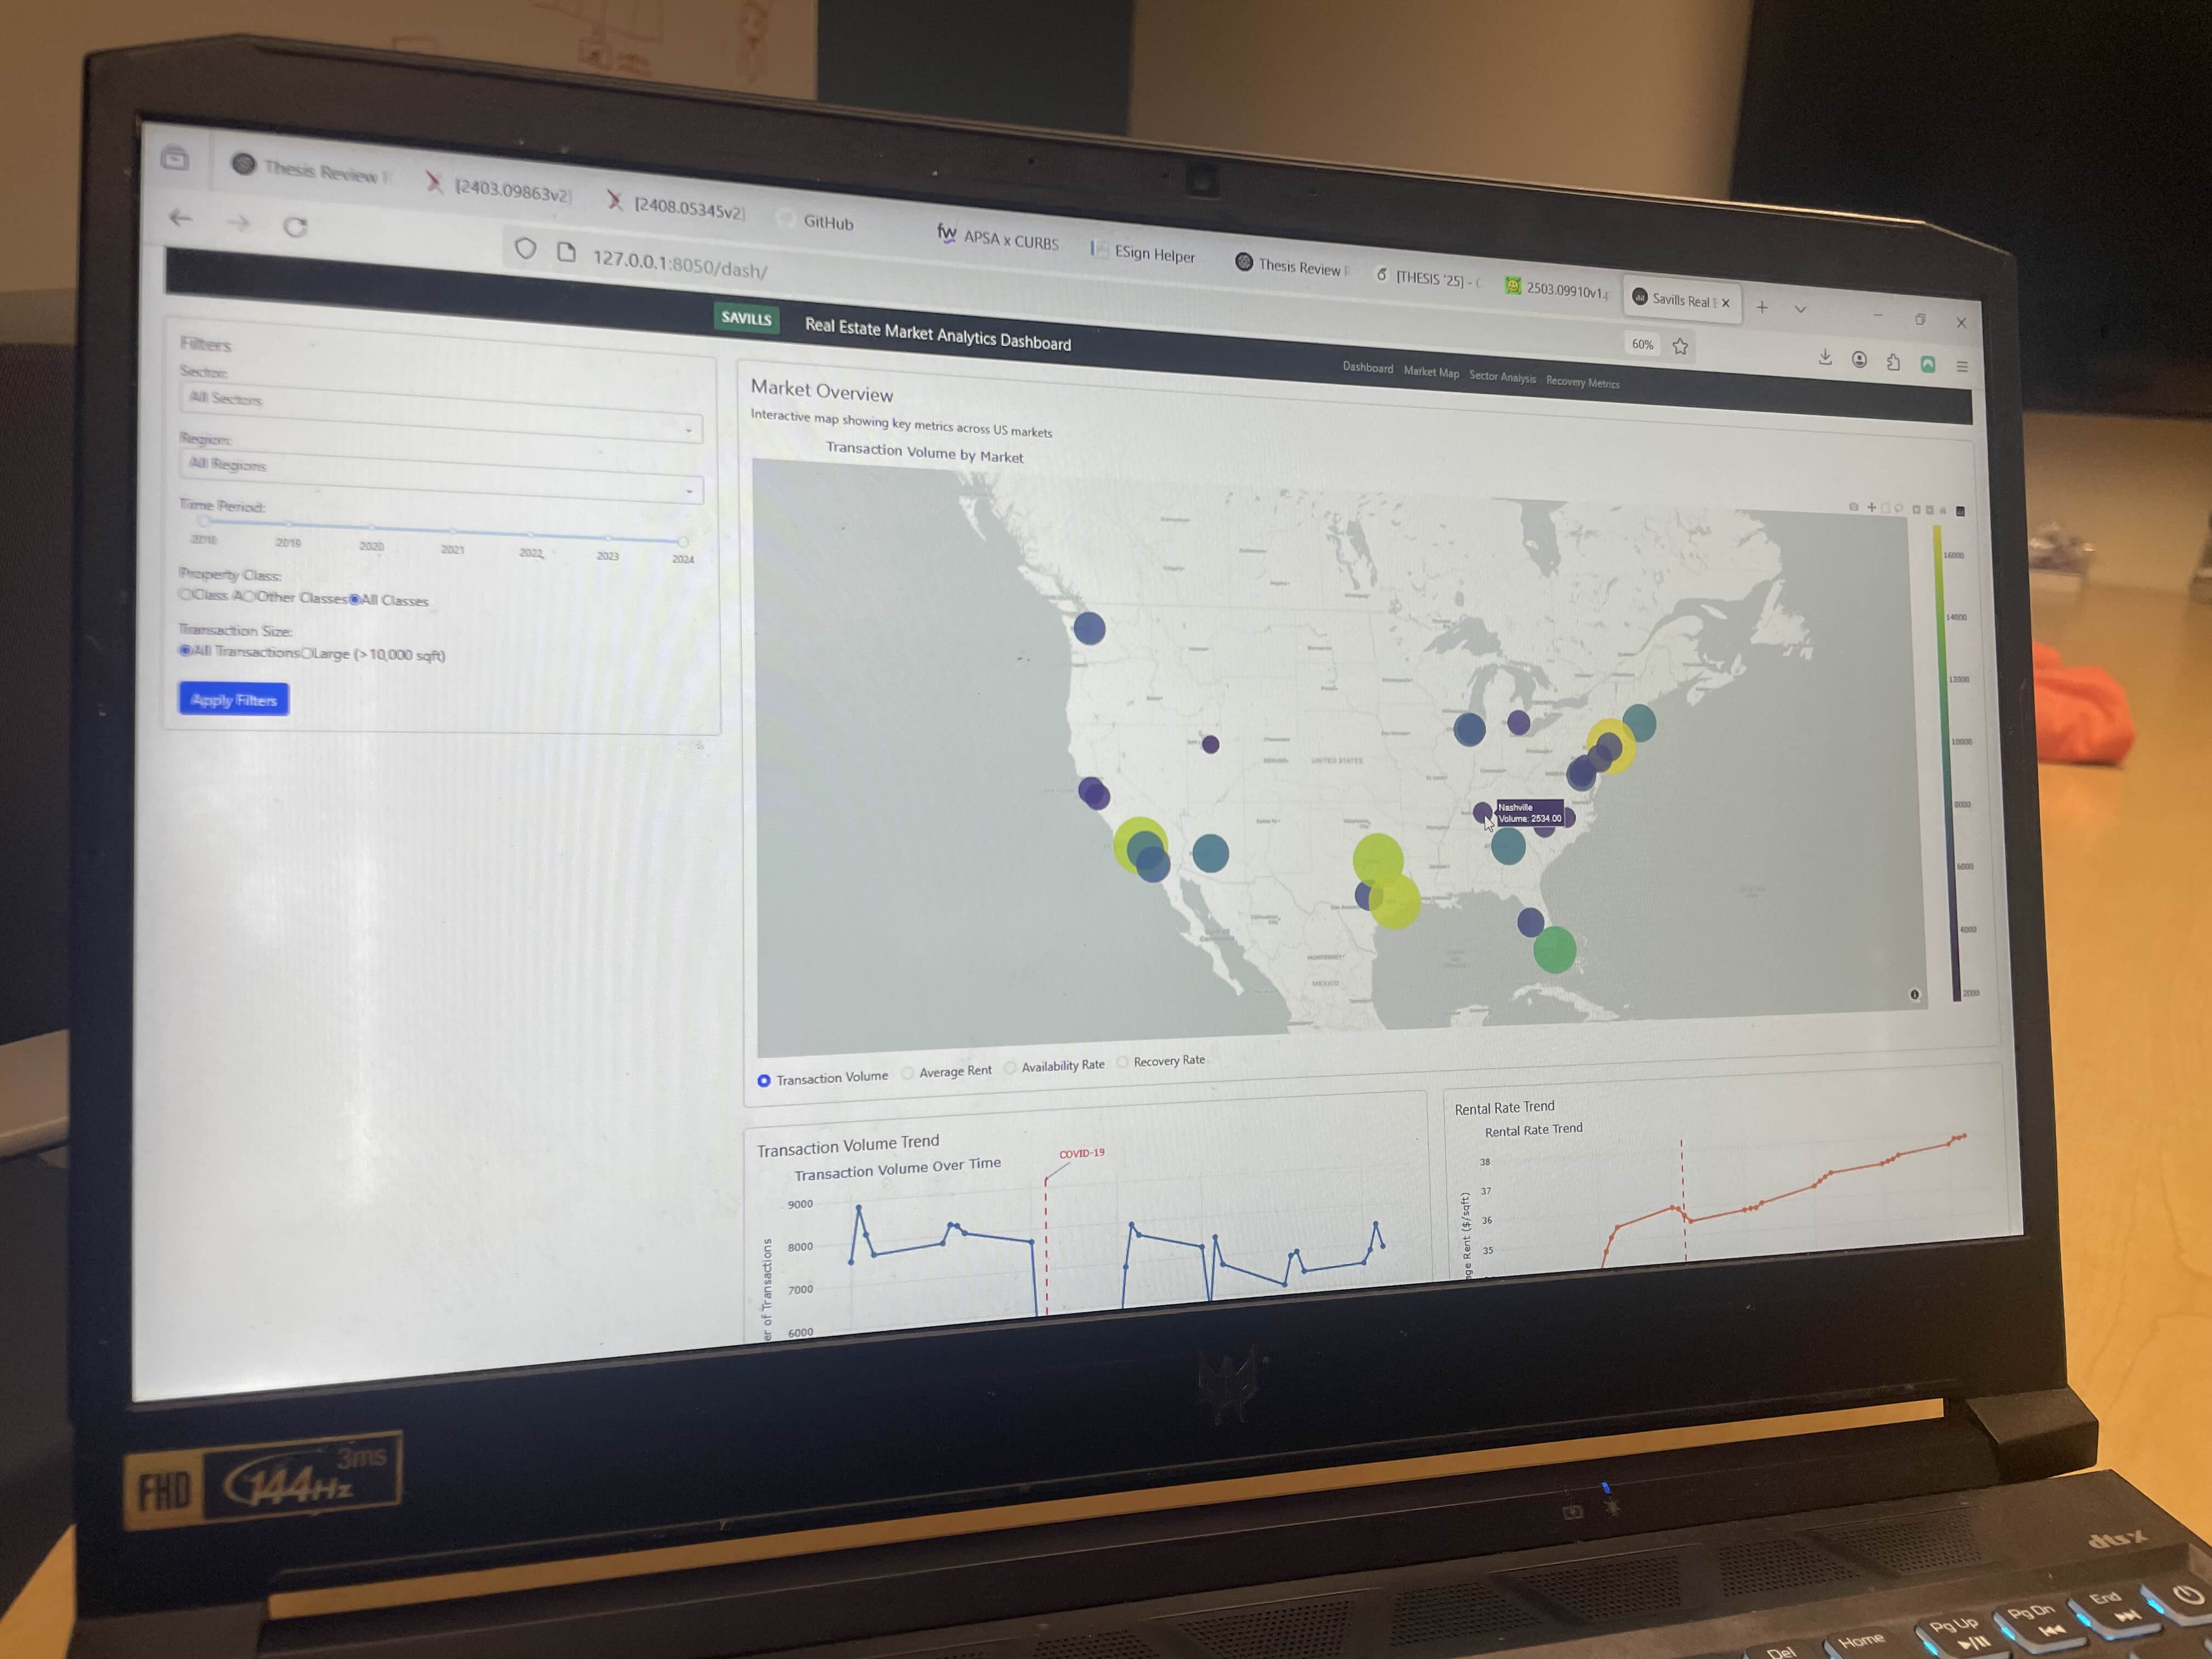 Thesis Review
[2403.09863v2]
[2408.05345v2]
GitHub
fw APSA x CURBS
ESign Helper
Thesis Review
[THESIS '25] -
2503.09910v1.
Savills Real
127.0.0.1:8050/dash/
60%
SAVILLS
Real Estate Market Analytics Dashboard
Dashboard Market Map Sector Analysis Recovery Metrics
Filters
Sector:
All Sectors
Region:
All Regions
Time Period:
2018 2019 2020 2021 2022 2023 2024
Property Class:
Class A Other Classes All Classes
Transaction Size:
All Transactions Large (>10,000 sqft)
Apply Filters
Market Overview
Interactive map showing key metrics across US markets
Transaction Volume by Market
UNITED STATES
DENVER
MONTERREY
MEXICO
Nashville
Volume: 2534.00
16000
14000
12000
10000
8000
6000
4000
2000
Transaction Volume Average Rent Availability Rate Recovery Rate
Transaction Volume Trend
Transaction Volume Over Time
COVID-19
9000
8000
7000
6000
er of Transactions
Rental Rate Trend
Rental Rate Trend
38
37
36
35
ge Rent ($/sqft)
FHD 144Hz 3ms
dts X
Del
Home
Pg Up
Pg Dn
End